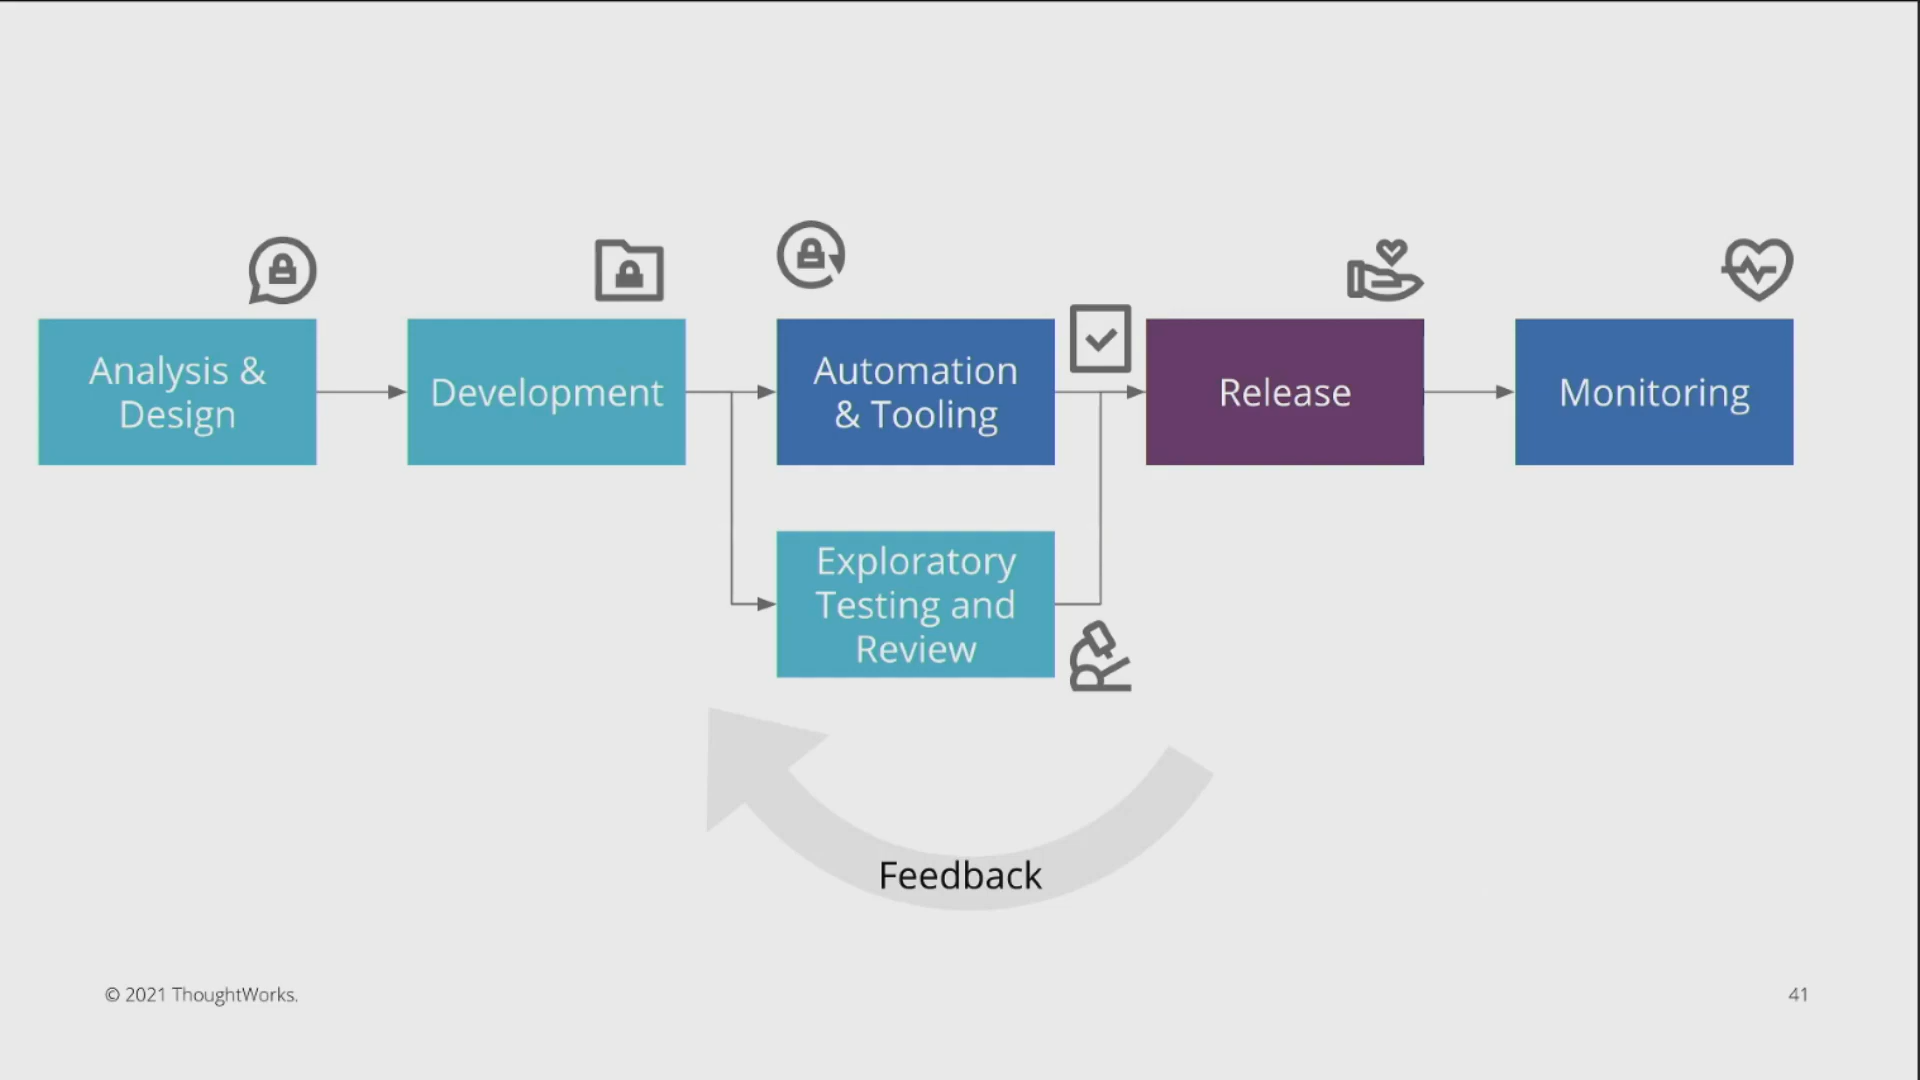 Analysis &
Design
Development
Automation
& Tooling
Release
Monitoring
Exploratory
Testing and
Review
Feedback
© 2021 ThoughtWorks.
41